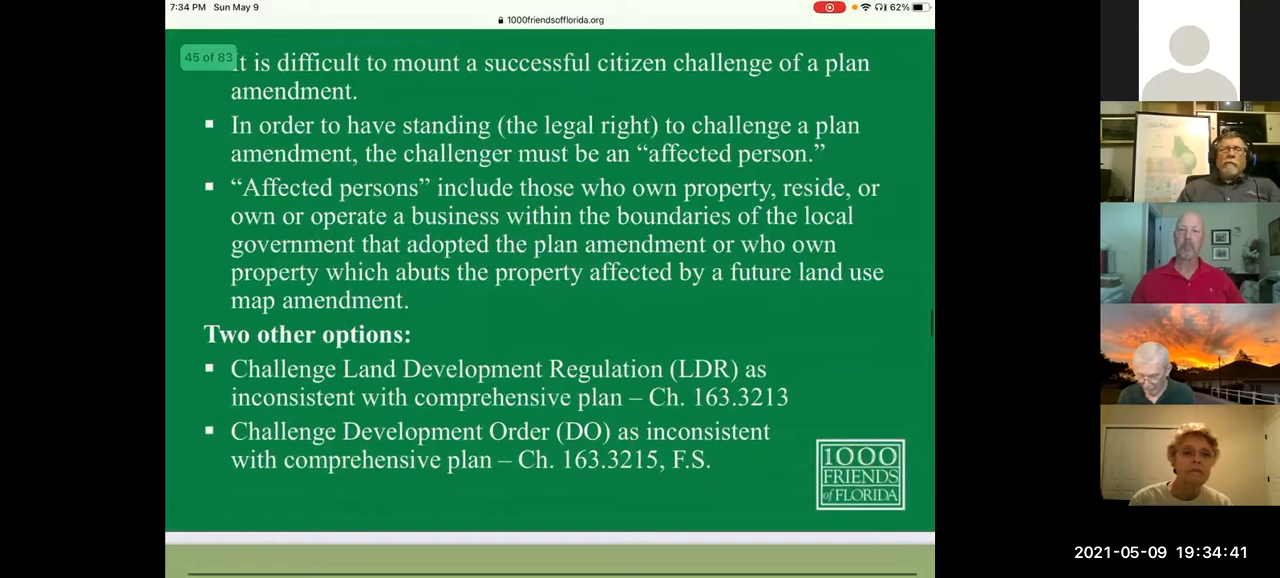 7:34 PM Sun May 9
62%
1000friendsofflorida.org
45 of 83
It is difficult to mount a successful citizen challenge of a plan
amendment.
▪ In order to have standing (the legal right) to challenge a plan
amendment, the challenger must be an “affected person.”
▪ “Affected persons” include those who own property, reside, or
own or operate a business within the boundaries of the local
government that adopted the plan amendment or who own
property which abuts the property affected by a future land use
map amendment.
Two other options:
▪ Challenge Land Development Regulation (LDR) as
inconsistent with comprehensive plan – Ch. 163.3213
▪ Challenge Development Order (DO) as inconsistent
with comprehensive plan – Ch. 163.3215, F.S.
1000
FRIENDS
of FLORIDA
2021-05-09 19:34:41